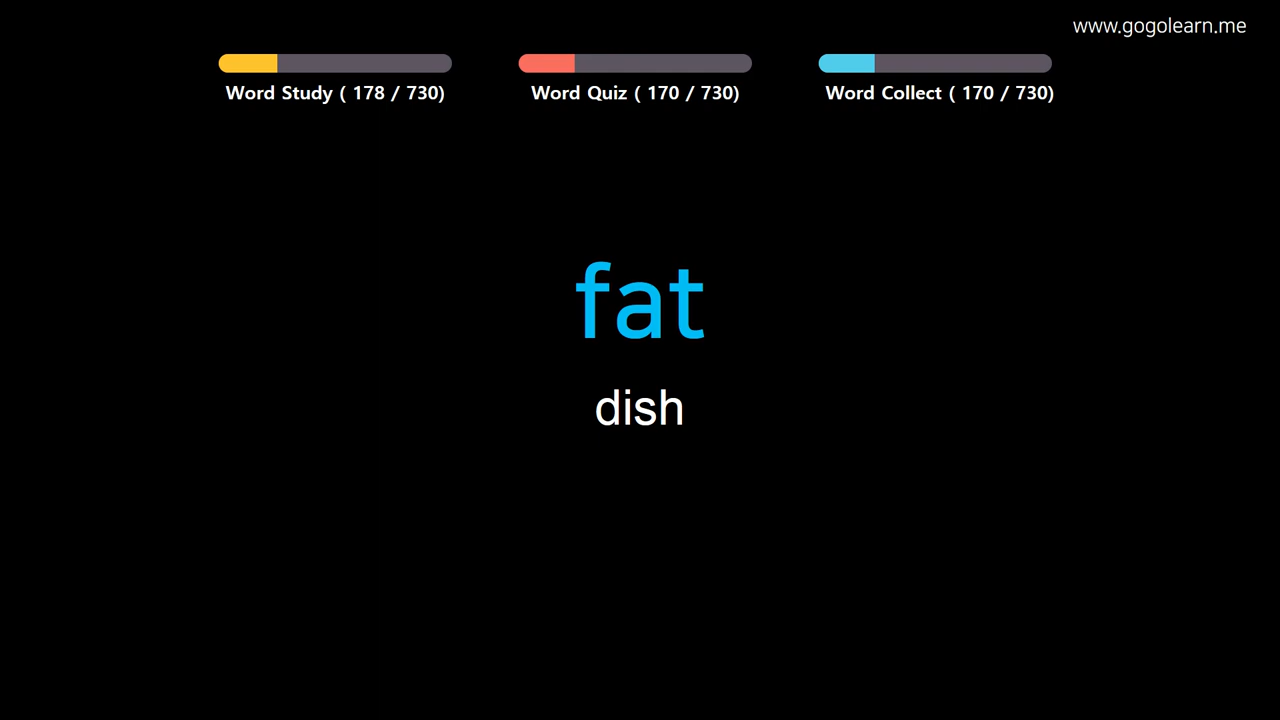 www.gogolearn.me
Word Study ( 178 / 730)
Word Quiz ( 170 / 730)
Word Collect ( 170 / 730)
fat
dish